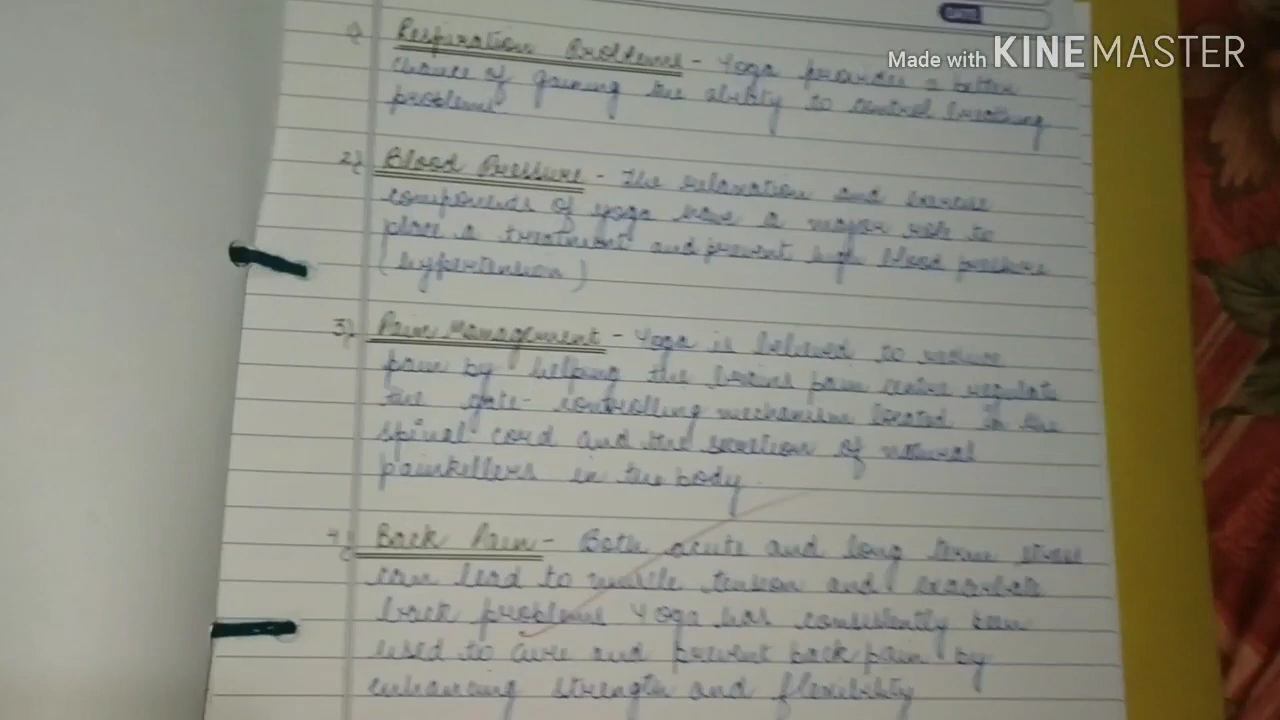 DATE
Made with KINEMASTER
1) Respiration Problems - Yoga provides a better
chance of gaining the ability to control breathing
problems
2) Blood Pressure - The relaxation and exercise
components of yoga have a major role to
place a treatment and prevent high blood pressure
(hypertension)
3) Pain Management - Yoga is believed to reduce
pain by helping the brains pain centre regulate
the gate-controlling mechanism located in the
spinal cord and the secretion of natural
painkillers in the body.
4) Back Pain - Both acute and long term stress
can lead to muscle tension and
back problems Yoga has consistently been
used to cure and prevent back pain by
enhancing strength and flexibility